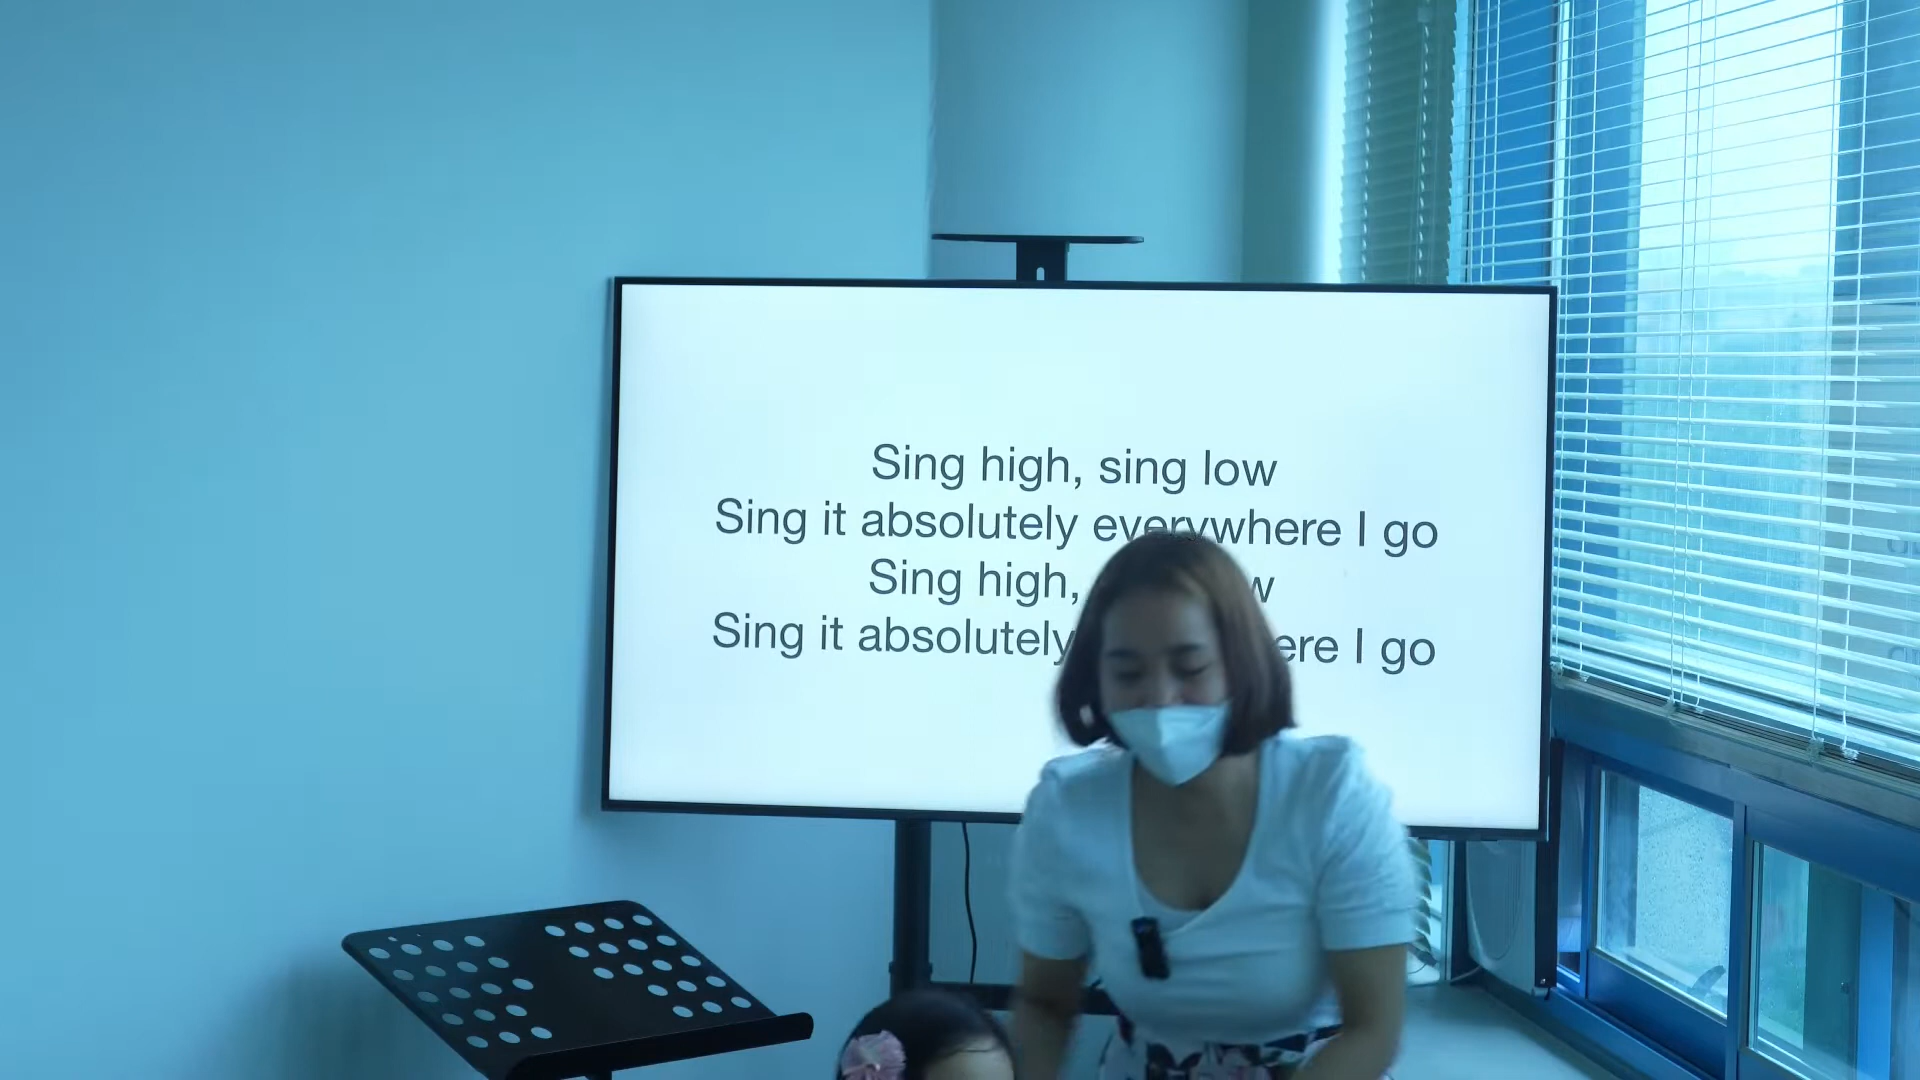 Sing high, sing low
Sing it absolutely everywhere I go
Sing high,
Sing it absolutely I go